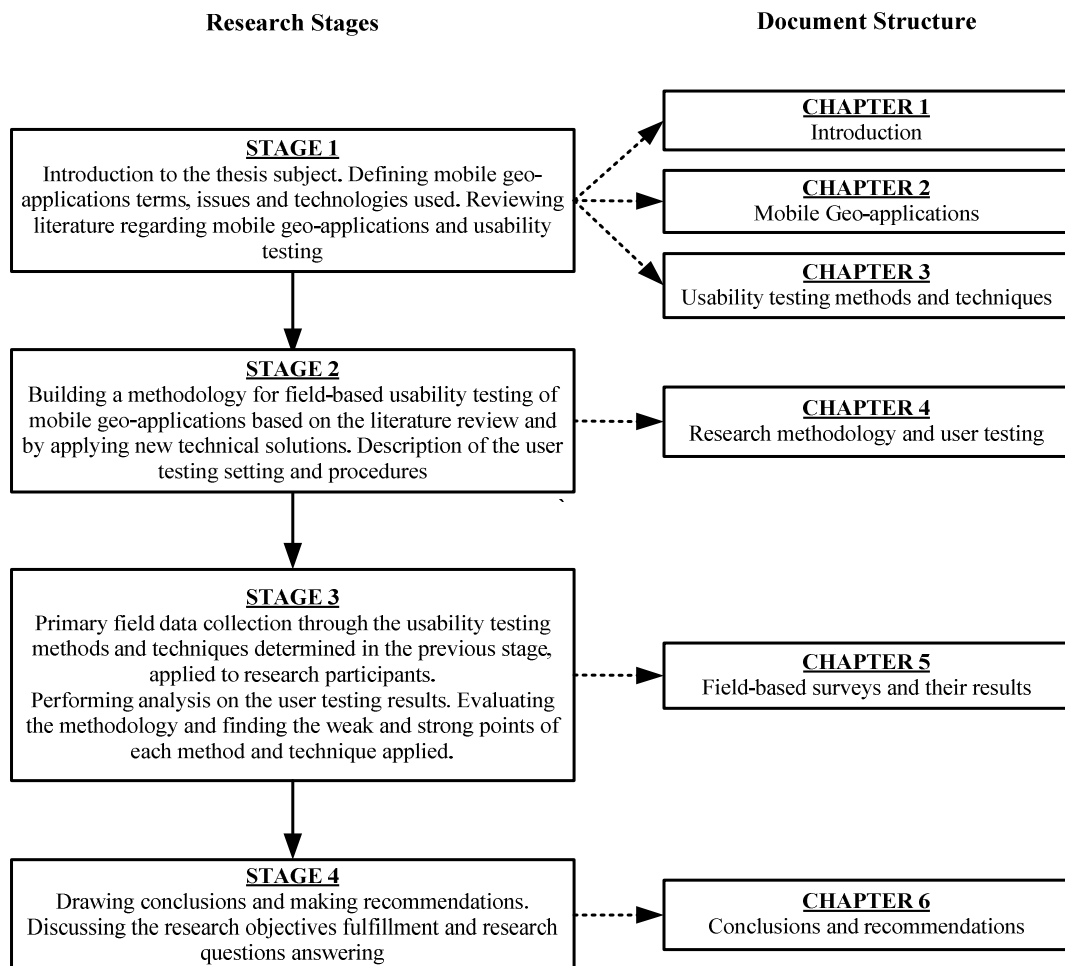 Research Stages
Document Structure
STAGE 1
Introduction to the thesis subject. Defining mobile geo-
applications terms, issues and technologies used. Reviewing
literature regarding mobile geo-applications and usability
testing
CHAPTER 1
Introduction
CHAPTER 2
Mobile Geo-applications
CHAPTER 3
Usability testing methods and techniques
STAGE 2
Building a methodology for field-based usability testing of
mobile geo-applications based on the literature review and
by applying new technical solutions. Description of the user
testing setting and procedures
CHAPTER 4
Research methodology and user testing
`
STAGE 3
Primary field data collection through the usability testing
methods and techniques determined in the previous stage,
applied to research participants.
Performing analysis on the user testing results. Evaluating
the methodology and finding the weak and strong points of
each method and technique applied.
CHAPTER 5
Field-based surveys and their results
STAGE 4
Drawing conclusions and making recommendations.
Discussing the research objectives fulfillment and research
questions answering
CHAPTER 6
Conclusions and recommendations